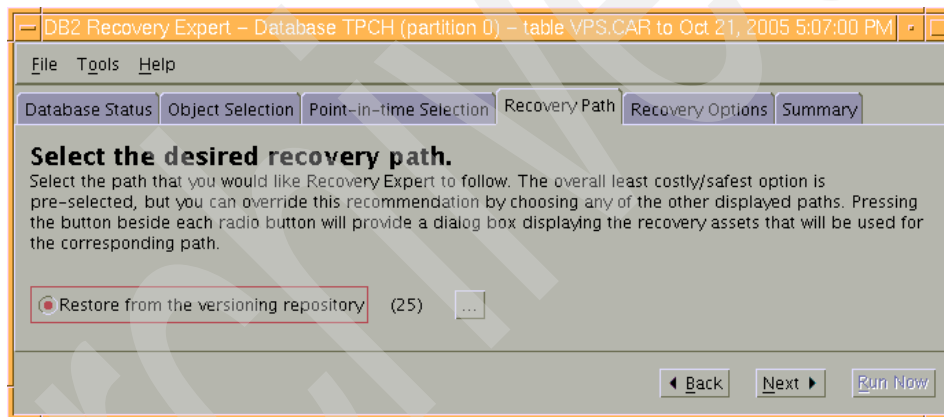 DB2 Recovery Expert – Database TPCH (partition 0) – table VPS.CAR to Oct 21, 2005 5:07:00 PM
File Tools Help
Database Status Object Selection Point-in-time Selection Recovery Path Recovery Options Summary
Select the desired recovery path.
Select the path that you would like Recovery Expert to follow. The overall least costly/safest option is
pre-selected, but you can override this recommendation by choosing any of the other displayed paths. Pressing
the button beside each radio button will provide a dialog box displaying the recovery assets that will be used for
the corresponding path.
Restore from the versioning repository (25) ...
Back Next Run Now